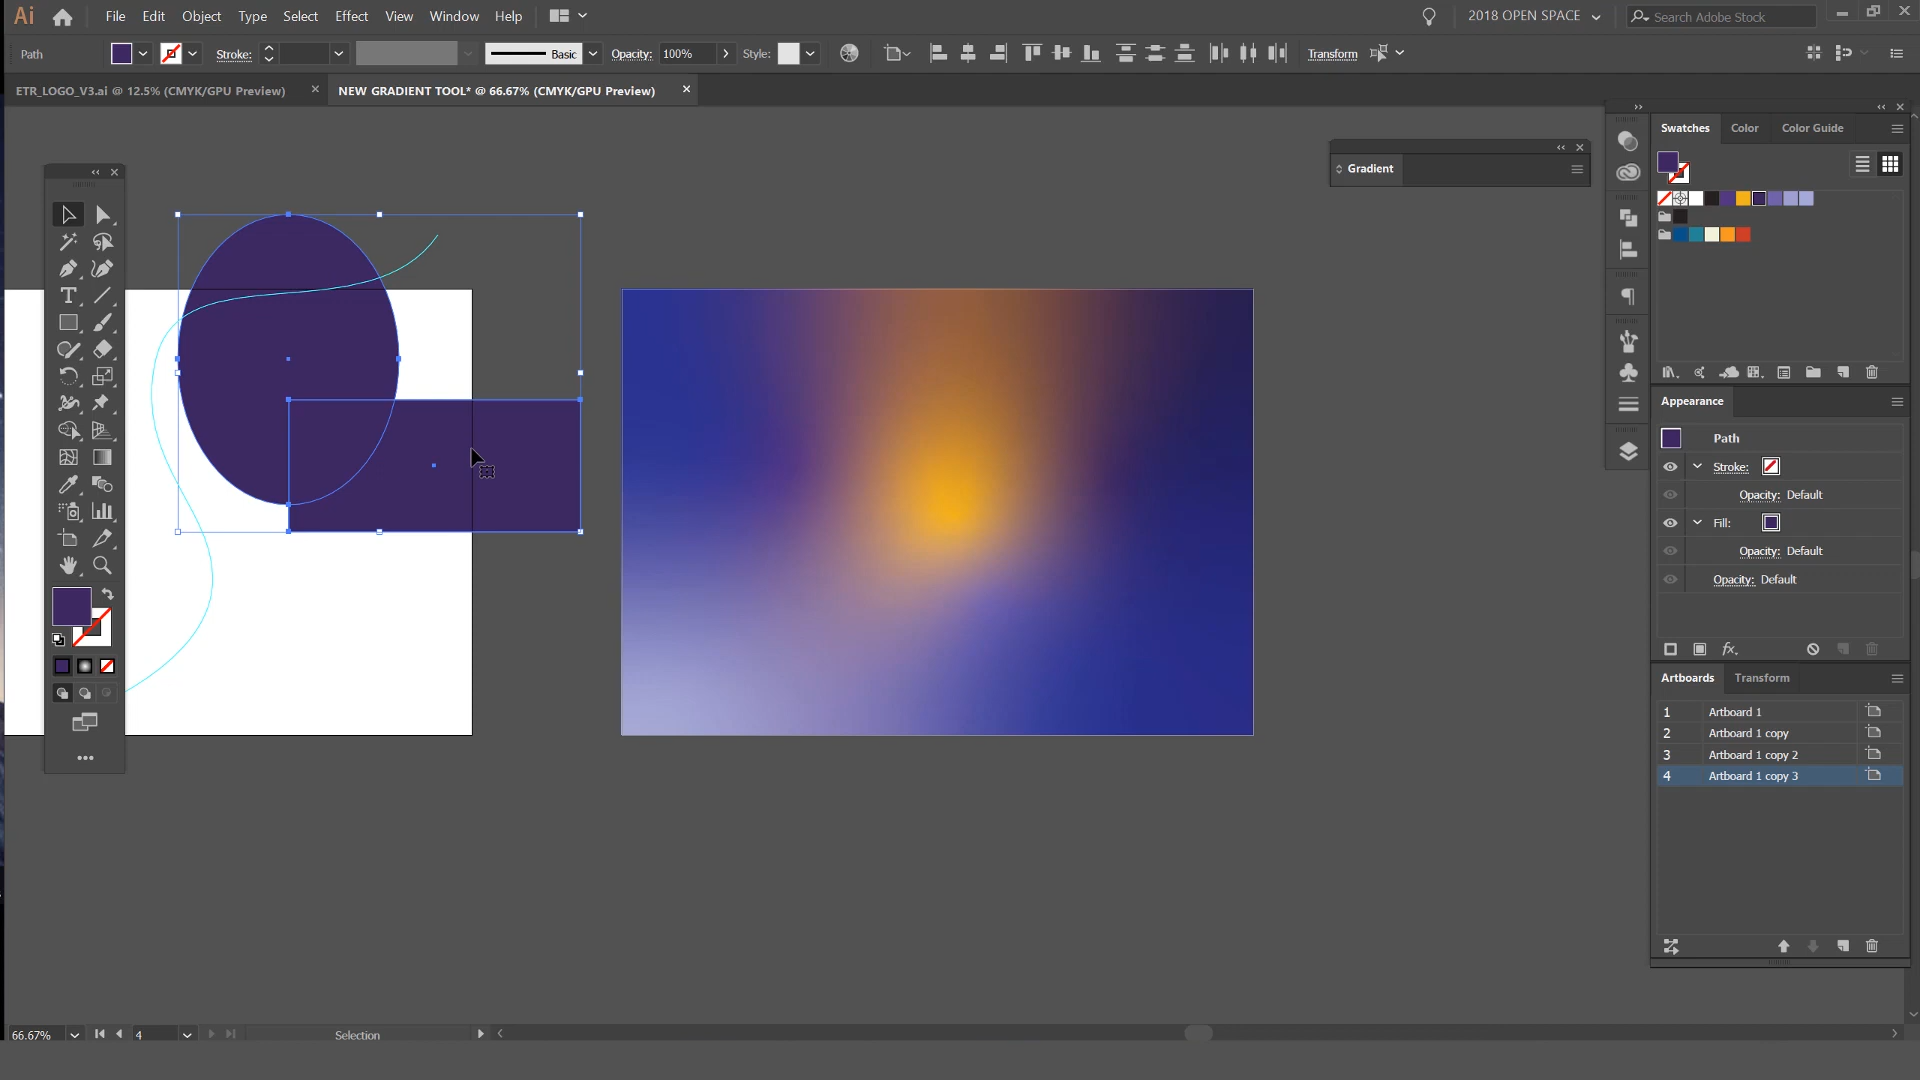 Ai File Edit Object Type Select Effect View Window Help 2018 OPEN SPACE Search Adobe Stock
Path Stroke: Basic Opacity: 100% Style: Transform
ETR_LOGO_V3.ai @ 12.5% (CMYK/GPU Preview) NEW GRADIENT TOOL* @ 66.67% (CMYK/GPU Preview)
Gradient
Swatches Color Color Guide
Appearance
Path
Stroke:
Opacity: Default
Fill:
Opacity: Default
Opacity: Default
fx
Artboards Transform
1 Artboard 1
2 Artboard 1 copy
3 Artboard 1 copy 2
4 Artboard 1 copy 3
66.67% 4 Selection